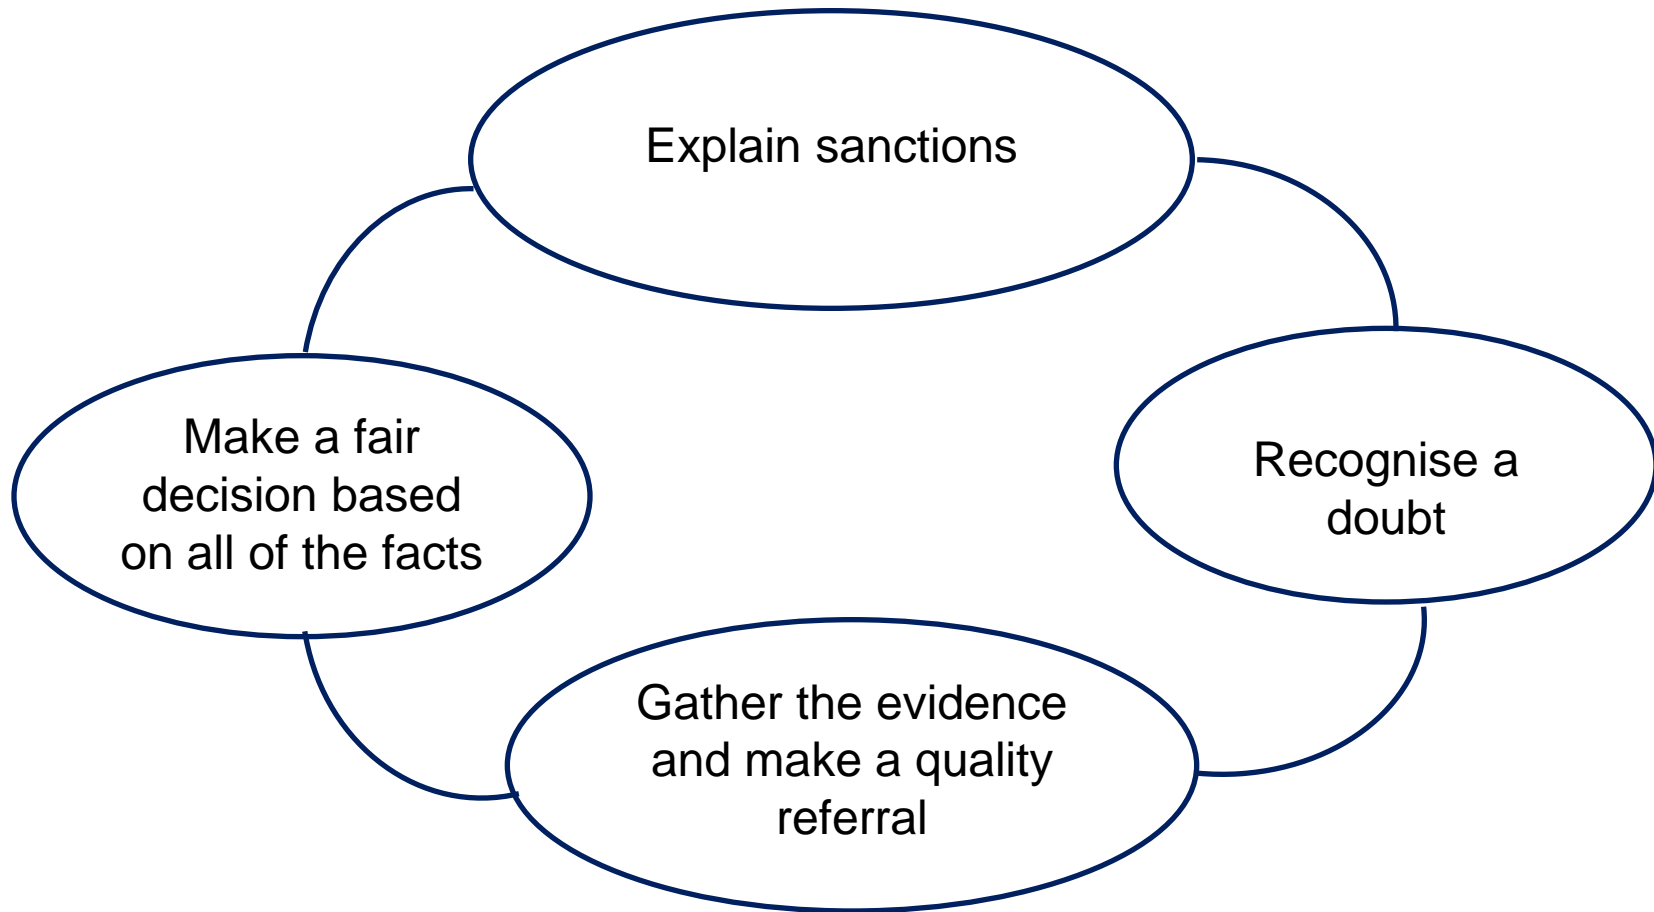 Explain sanctions
Recognise a
doubt
Gather the evidence
and make a quality
referral
Make a fair
decision based
on all of the facts